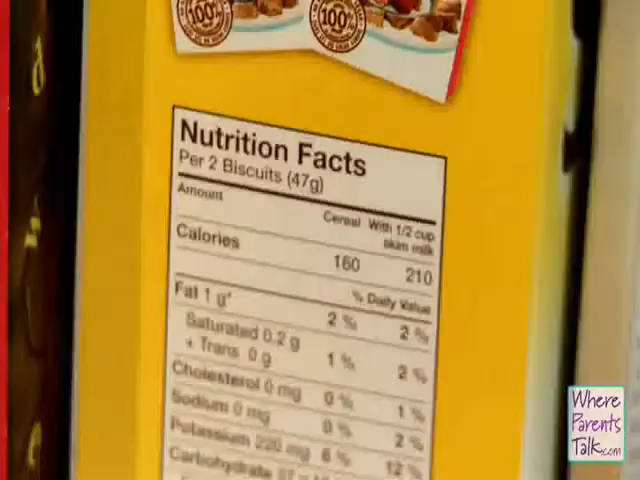 100%
100%
Nutrition Facts
Per 2 Biscuits (47g)
Amount
Cereal With 1/2 cup skim milk
Calories 160 210
% Daily Value
Fat 1 g* 2 % 2 %
Saturated 0.2 g
+ Trans 0 g 1 % 2 %
Cholesterol 0 mg 0 % 1 %
Sodium 0 mg 0 % 2 %
Potassium 220 mg 6 % 12 %
Carbohydrate
Where
Parents
Talk.com